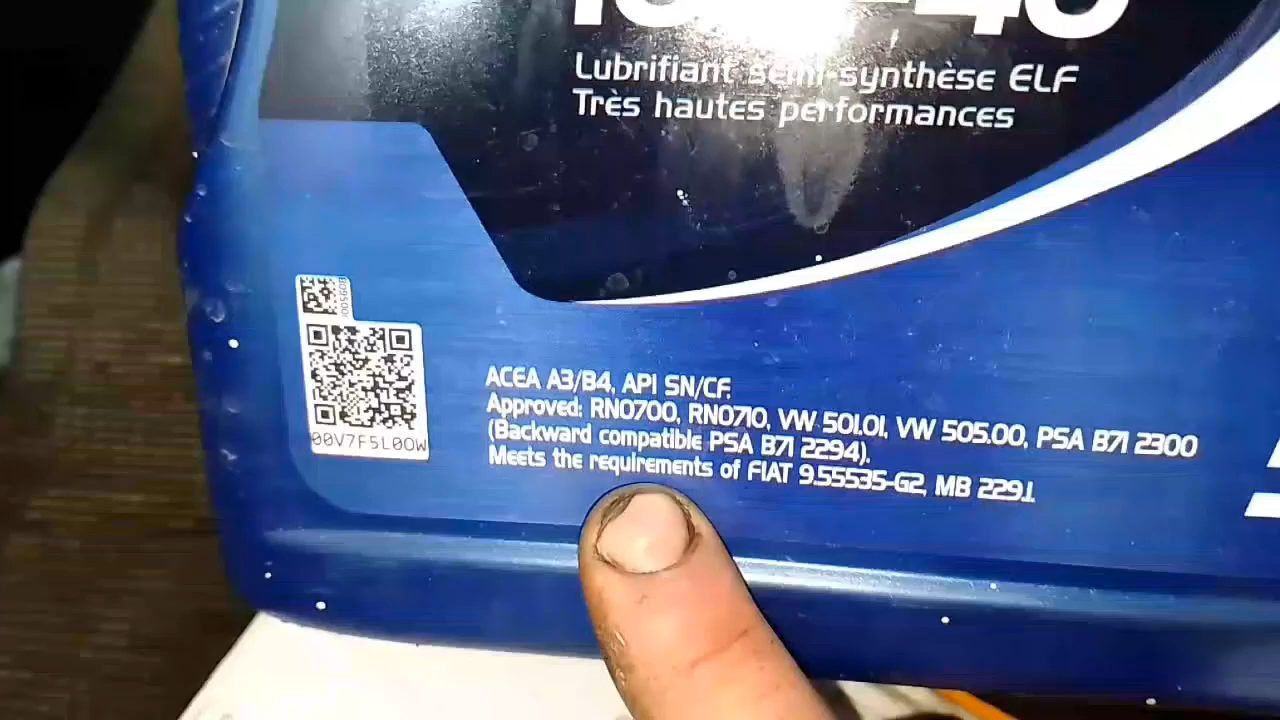 Lubrifiant semi-synthèse ELF
Très hautes performances
ACEA A3/B4, API SN/CF.
Approved: RN0700, RN0710, VW 501.01, VW 505.00, PSA B71 2300
(Backward compatible PSA B71 2294).
Meets the requirements of FIAT 9.55535-G2, MB 229.1.
00V7F5L00W